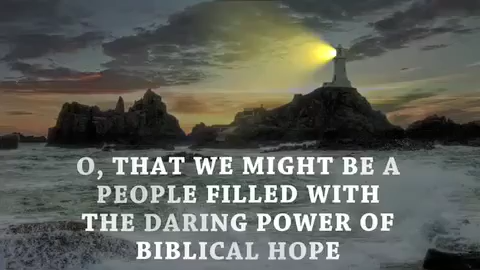 O, THAT WE MIGHT BE A
PEOPLE FILLED WITH
THE DARING POWER OF
BIBLICAL HOPE